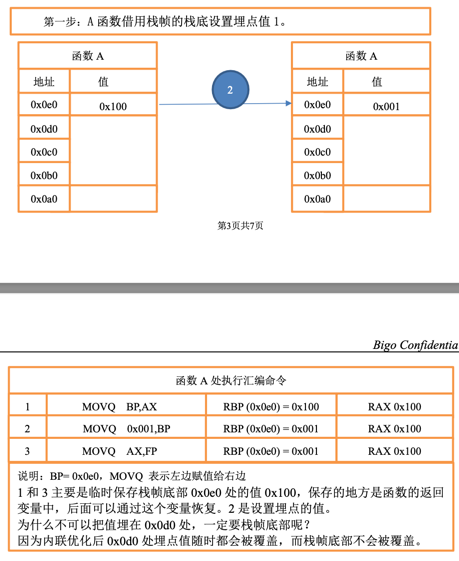 第一步：A 函数借用栈帧的栈底设置埋点值 1。
函数 A
地址 值
0x0e0 0x100
0x0d0
0x0c0
0x0b0
0x0a0
2
函数 A
地址 值
0x0e0 0x001
0x0d0
0x0c0
0x0b0
0x0a0
第3页共7页
Bigo Confidentia
函数 A 处执行汇编命令
1 MOVQ BP,AX RBP (0x0e0) = 0x100 RAX 0x100
2 MOVQ 0x001,BP RBP (0x0e0) = 0x001 RAX 0x100
3 MOVQ AX,FP RBP (0x0e0) = 0x001 RAX 0x100
说明：BP= 0x0e0，MOVQ 表示左边赋值给右边
1 和 3 主要是临时保存栈帧底部 0x0e0 处的值 0x100，保存的地方是函数的返回
变量中，后面可以通过这个变量恢复。2 是设置埋点的值。
为什么不可以把值埋在 0x0d0 处，一定要栈帧底部呢？
因为内联优化后 0x0d0 处埋点值随时都会被覆盖，而栈帧底部不会被覆盖。